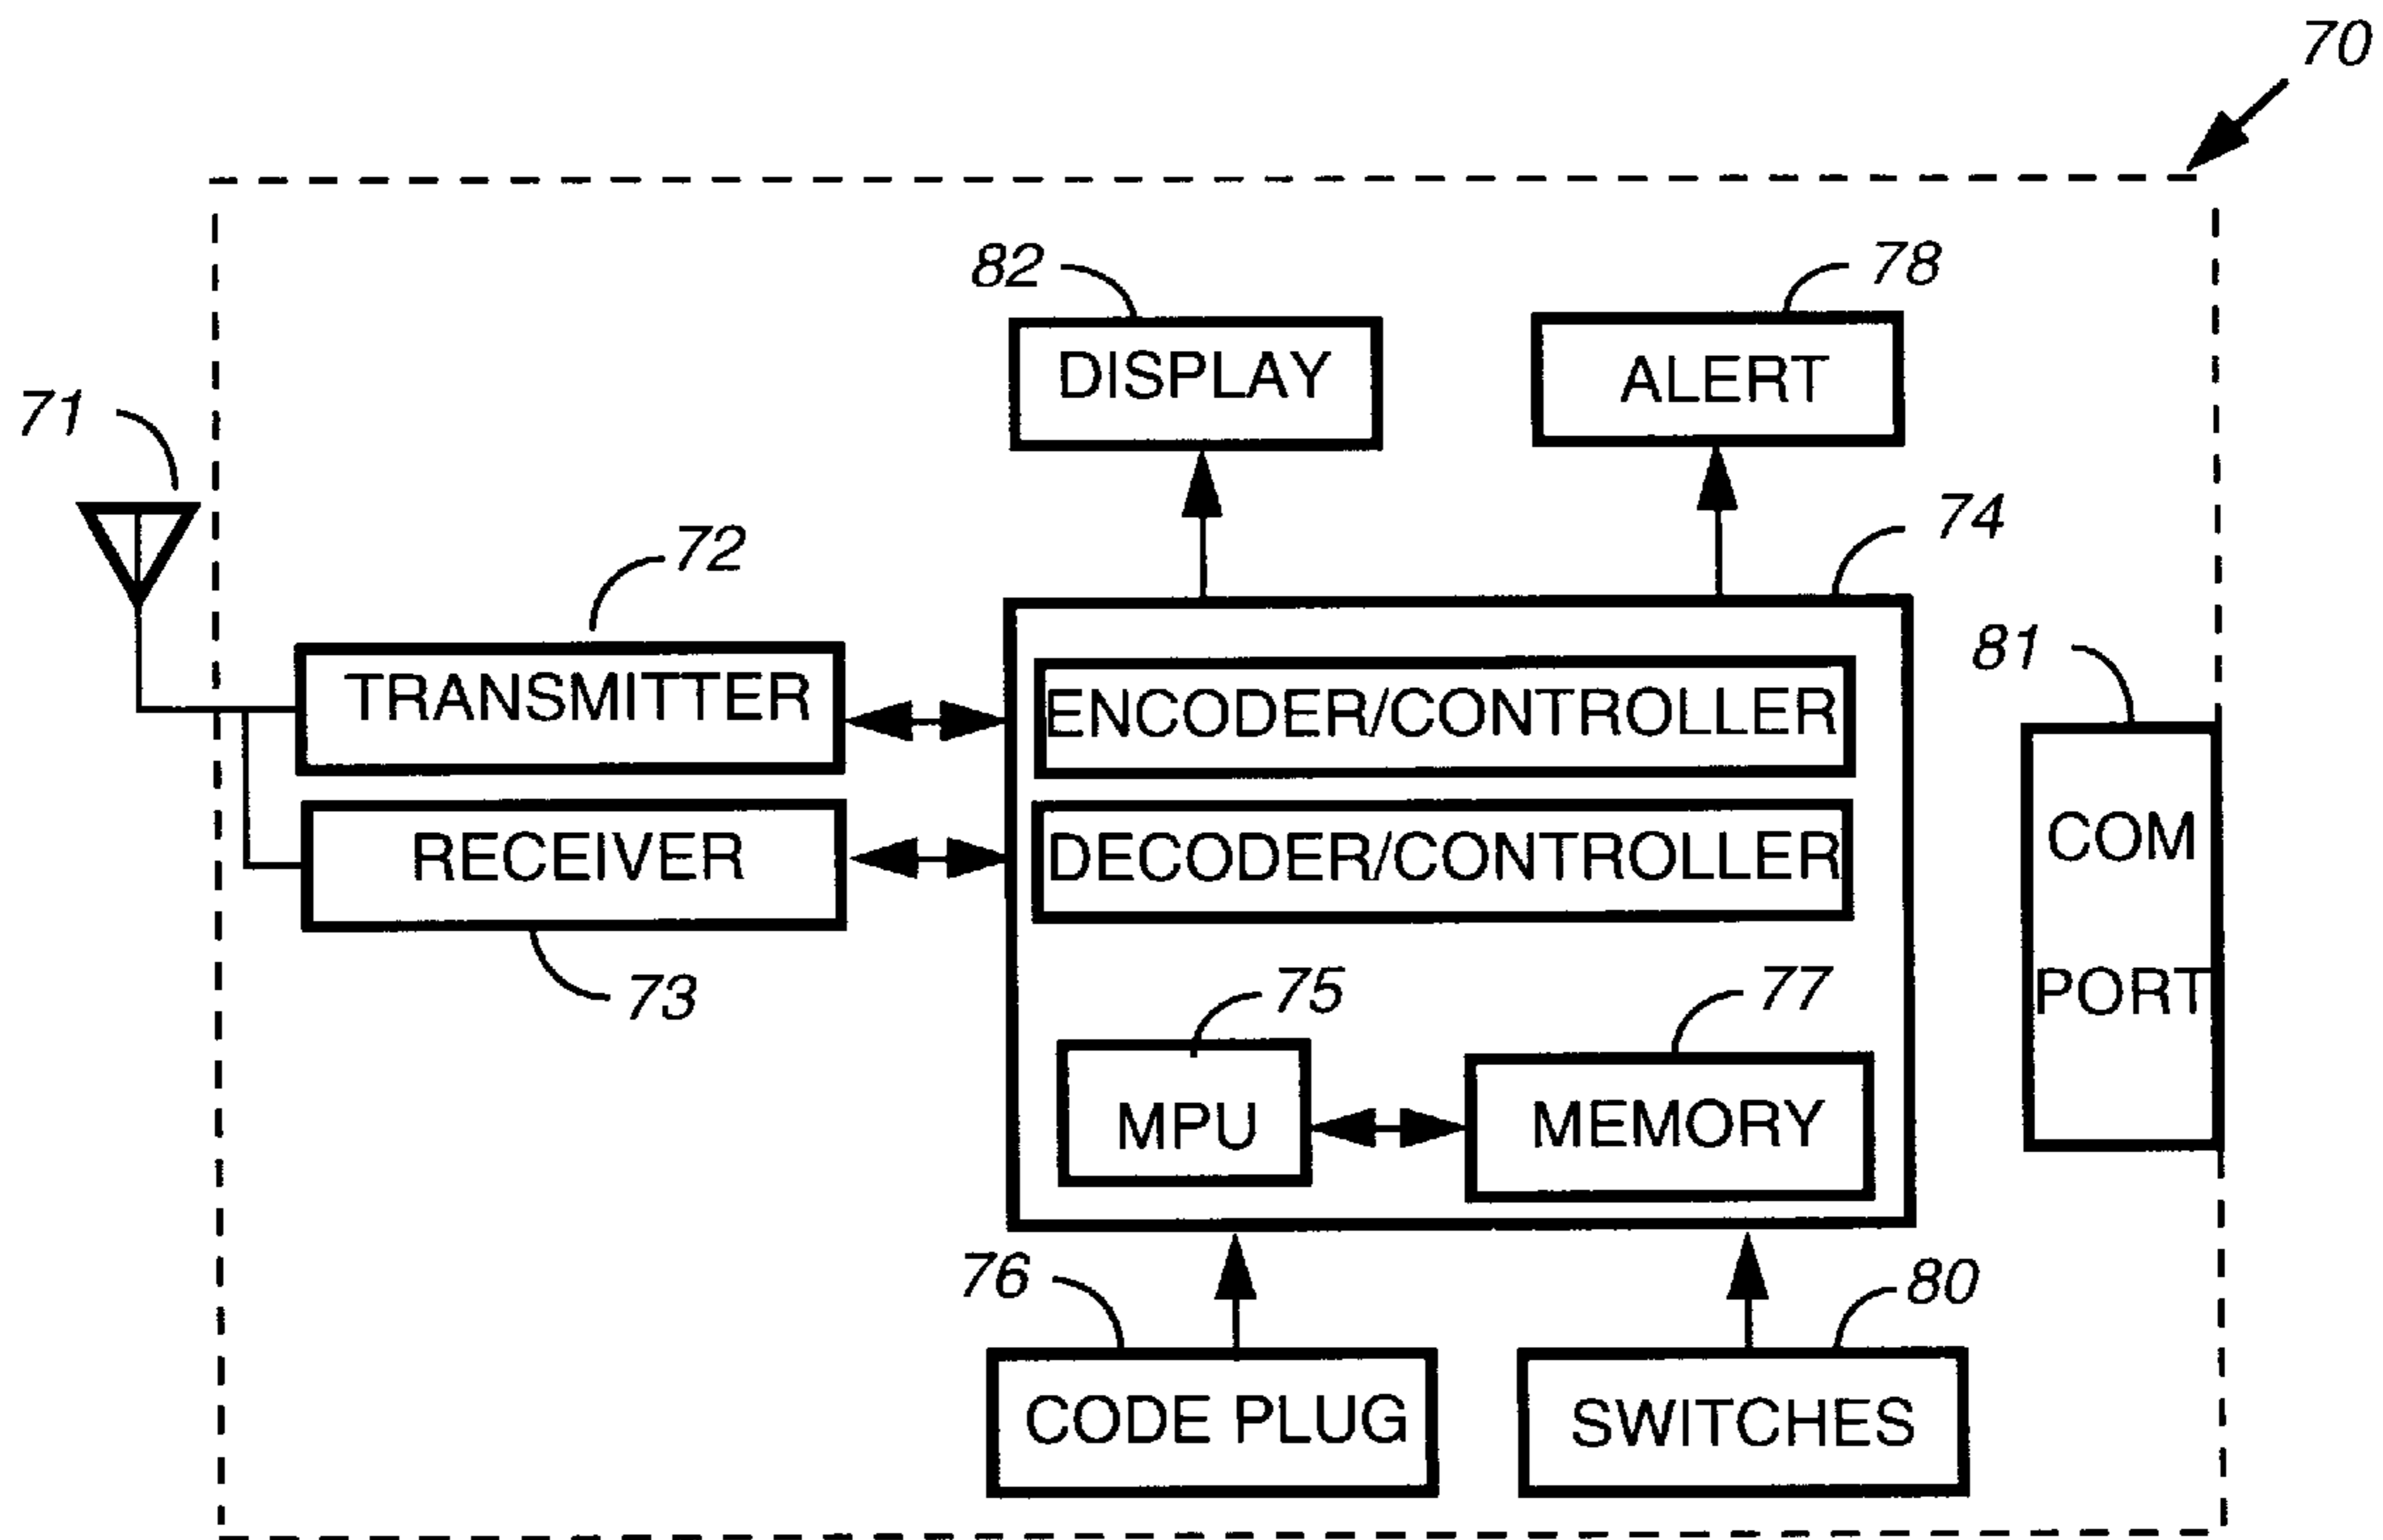 70
82
78
DISPLAY
ALERT
71
74
72
81
TRANSMITTER
ENCODER/CONTROLLER
RECEIVER
DECODER/CONTROLLER
COM
PORT
73
75
77
MPU
MEMORY
76
80
CODE PLUG
SWITCHES